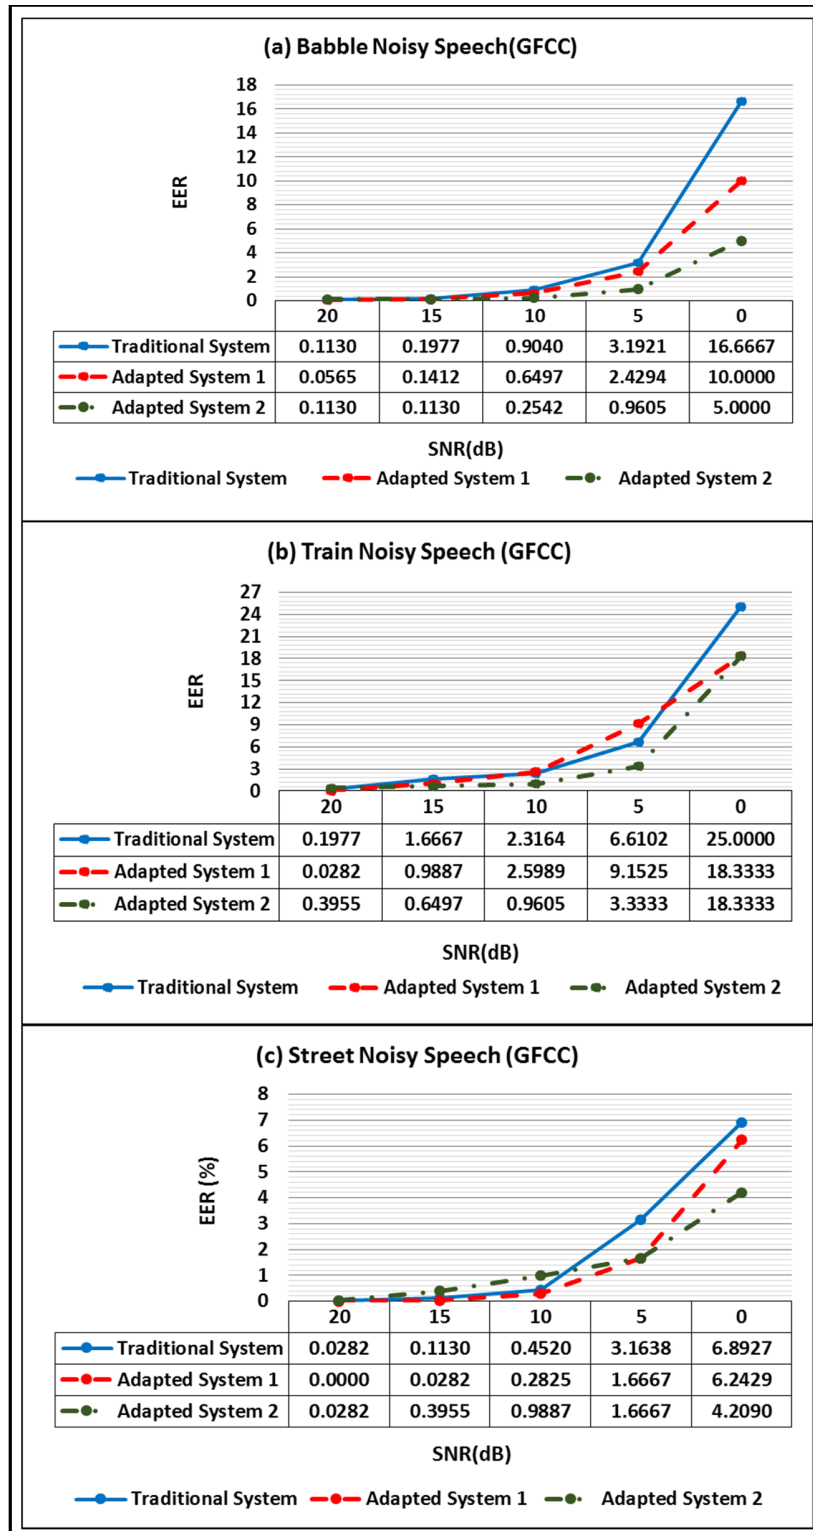 (a) Babble Noisy Speech(GFCC)
18
16
14
12
10
8
6
4
2
0
EER
20 15 10 5 0
Traditional System 0.1130 0.1977 0.9040 3.1921 16.6667
Adapted System 1 0.0565 0.1412 0.6497 2.4294 10.0000
Adapted System 2 0.1130 0.1130 0.2542 0.9605 5.0000
SNR(dB)
Traditional System Adapted System 1 Adapted System 2
(b) Train Noisy Speech (GFCC)
27
24
21
18
15
12
9
6
3
0
EER
20 15 10 5 0
Traditional System 0.1977 1.6667 2.3164 6.6102 25.0000
Adapted System 1 0.0282 0.9887 2.5989 9.1525 18.3333
Adapted System 2 0.3955 0.6497 0.9605 3.3333 18.3333
SNR(dB)
Traditional System Adapted System 1 Adapted System 2
(c) Street Noisy Speech (GFCC)
8
7
6
5
4
3
2
1
0
EER (%)
20 15 10 5 0
Traditional System 0.0282 0.1130 0.4520 3.1638 6.8927
Adapted System 1 0.0000 0.0282 0.2825 1.6667 6.2429
Adapted System 2 0.0282 0.3955 0.9887 1.6667 4.2090
SNR(dB)
Traditional System Adapted System 1 Adapted System 2